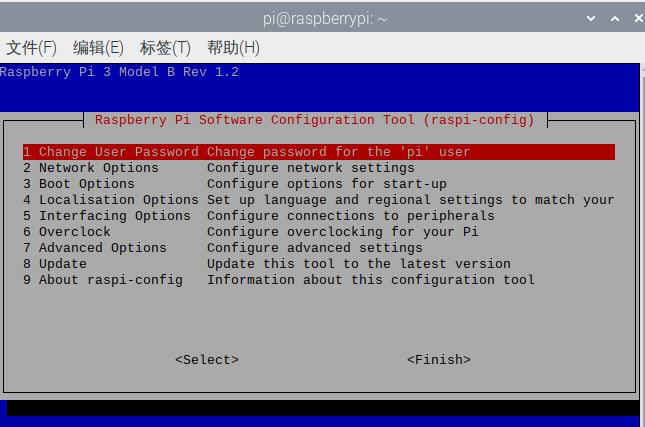 pi@raspberrypi: ~
文件(F) 编辑(E) 标签(T) 帮助(H)
Raspberry Pi 3 Model B Rev 1.2
Raspberry Pi Software Configuration Tool (raspi-config)
1 Change User Password Change password for the 'pi' user
2 Network Options Configure network settings
3 Boot Options Configure options for start-up
4 Localisation Options Set up language and regional settings to match your
5 Interfacing Options Configure connections to peripherals
6 Overclock Configure overclocking for your Pi
7 Advanced Options Configure advanced settings
8 Update Update this tool to the latest version
9 About raspi-config Information about this configuration tool
<Select> <Finish>